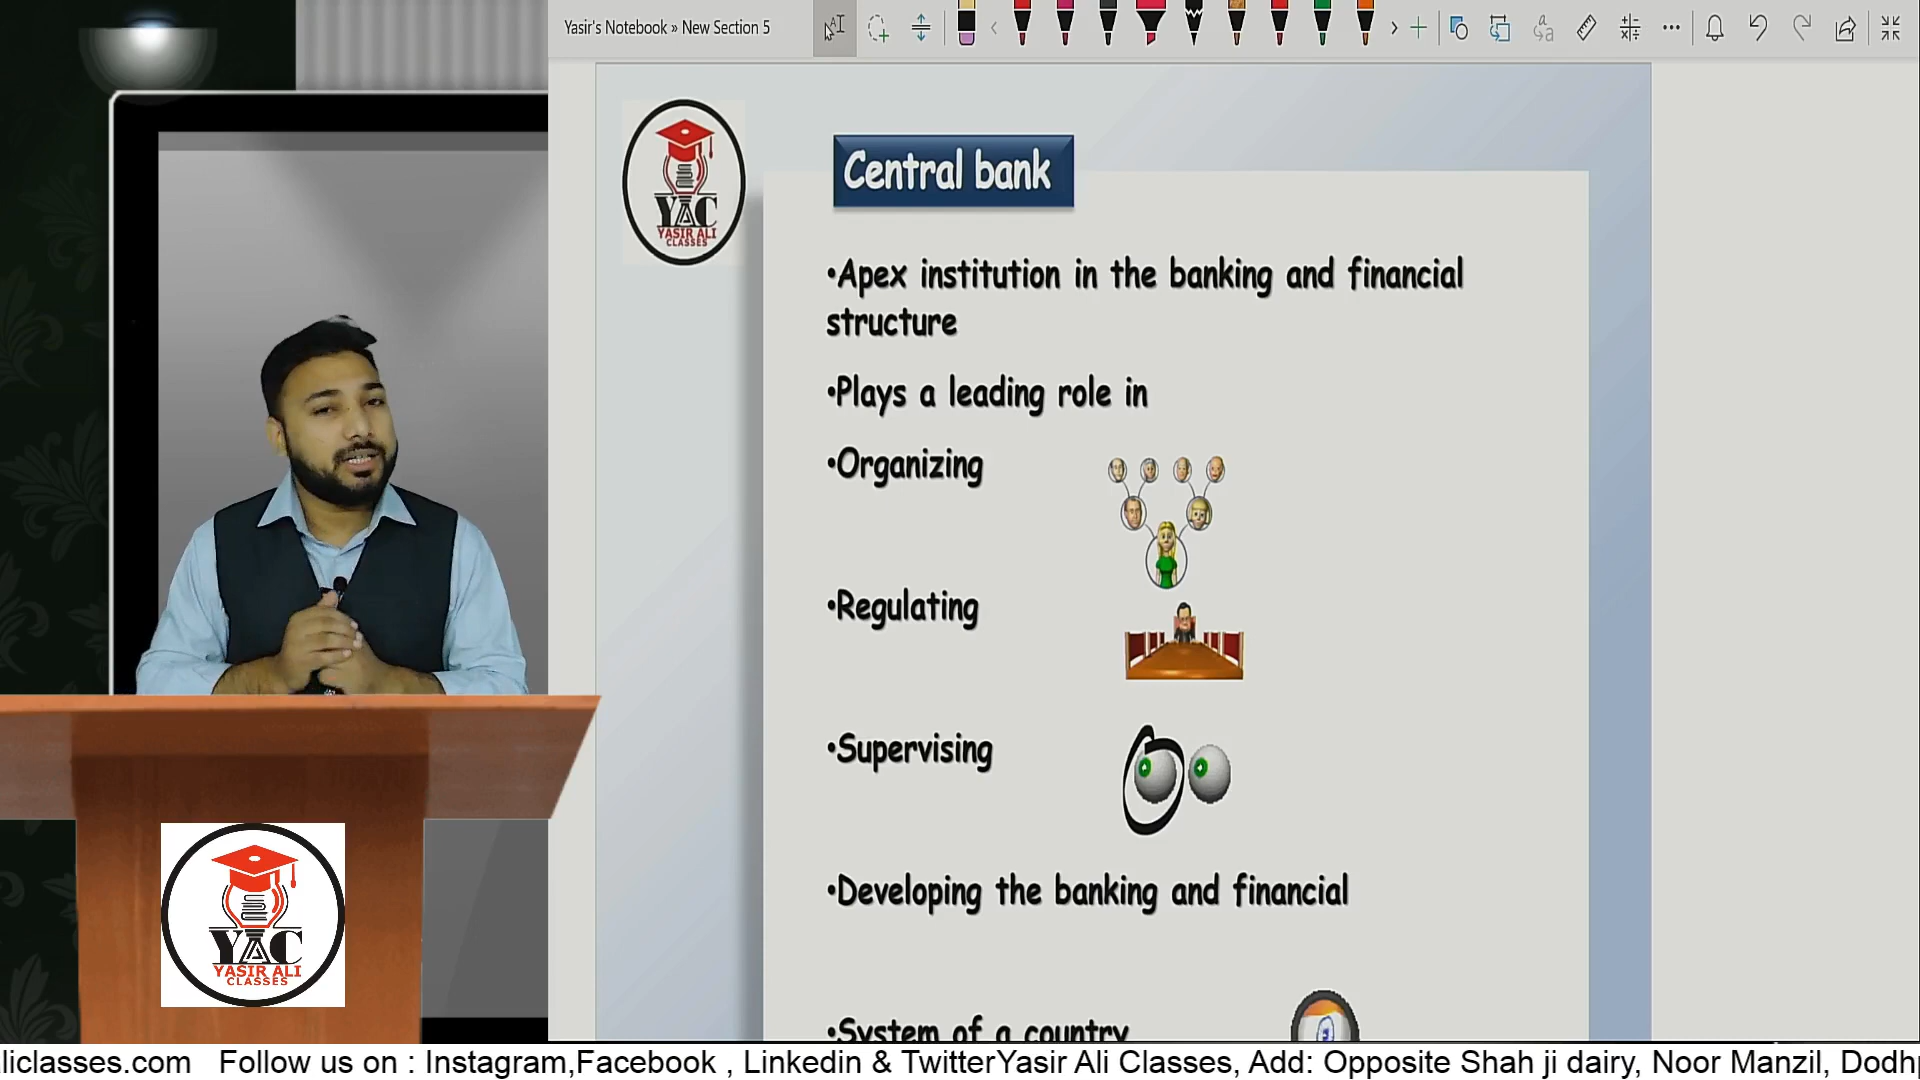 Yasir's Notebook » New Section 5
YAC
YASIR ALI
CLASSES
Central bank
•Apex institution in the banking and financial
structure
•Plays a leading role in
•Organizing
•Regulating
•Supervising
•Developing the banking and financial
•System of a country
YAC
YASIR ALI
CLASSES
liclasses.com Follow us on : Instagram,Facebook , Linkedin & TwitterYasir Ali Classes, Add: Opposite Shah ji dairy, Noor Manzil, Dodh